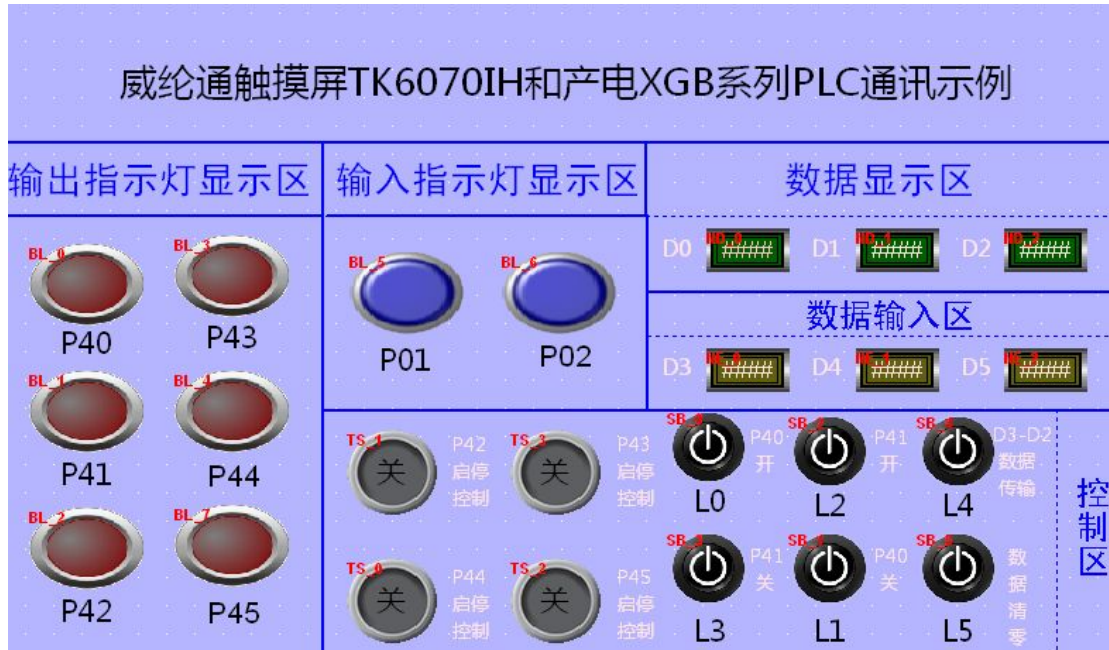 威纶通触摸屏TK6070IH和产电XGB系列PLC通讯示例
输出指示灯显示区
BL_0
BL_3
P40
P43
BL_1
BL_4
P41
P44
BL_2
BL_7
P42
P45
输入指示灯显示区
BL_5
BL_6
P01
P02
数据显示区
D0
#####
D1
#####
D2
#####
数据输入区
D3
#####
D4
#####
D5
#####
TS_1
关
P42
启停
控制
TS_3
关
P43
启停
控制
TS_0
关
P44
启停
控制
TS_2
关
P45
启停
控制
P40
开
L0
P41
开
L2
D3-D2
数据
传输
L4
P41
关
L3
P40
关
L1
数
据
清
零
L5
控
制
区